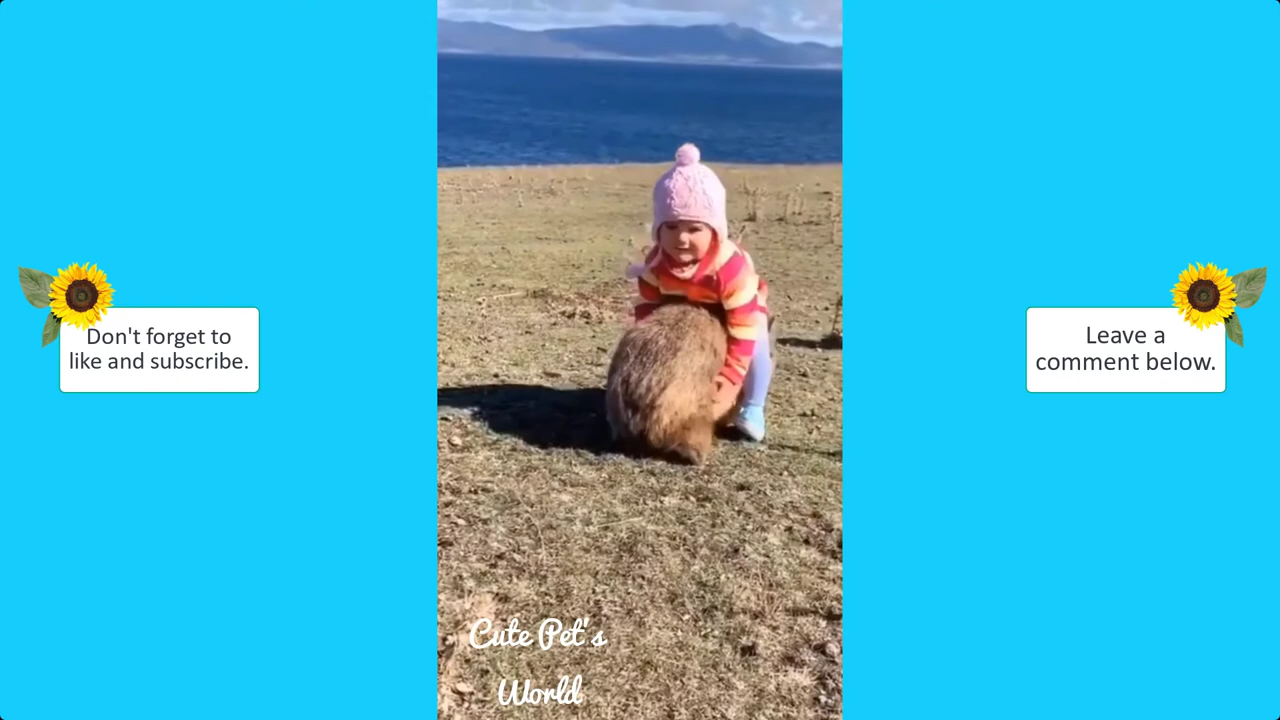 Don't forget to
like and subscribe.
Leave a
comment below.
Cute Pet's
World